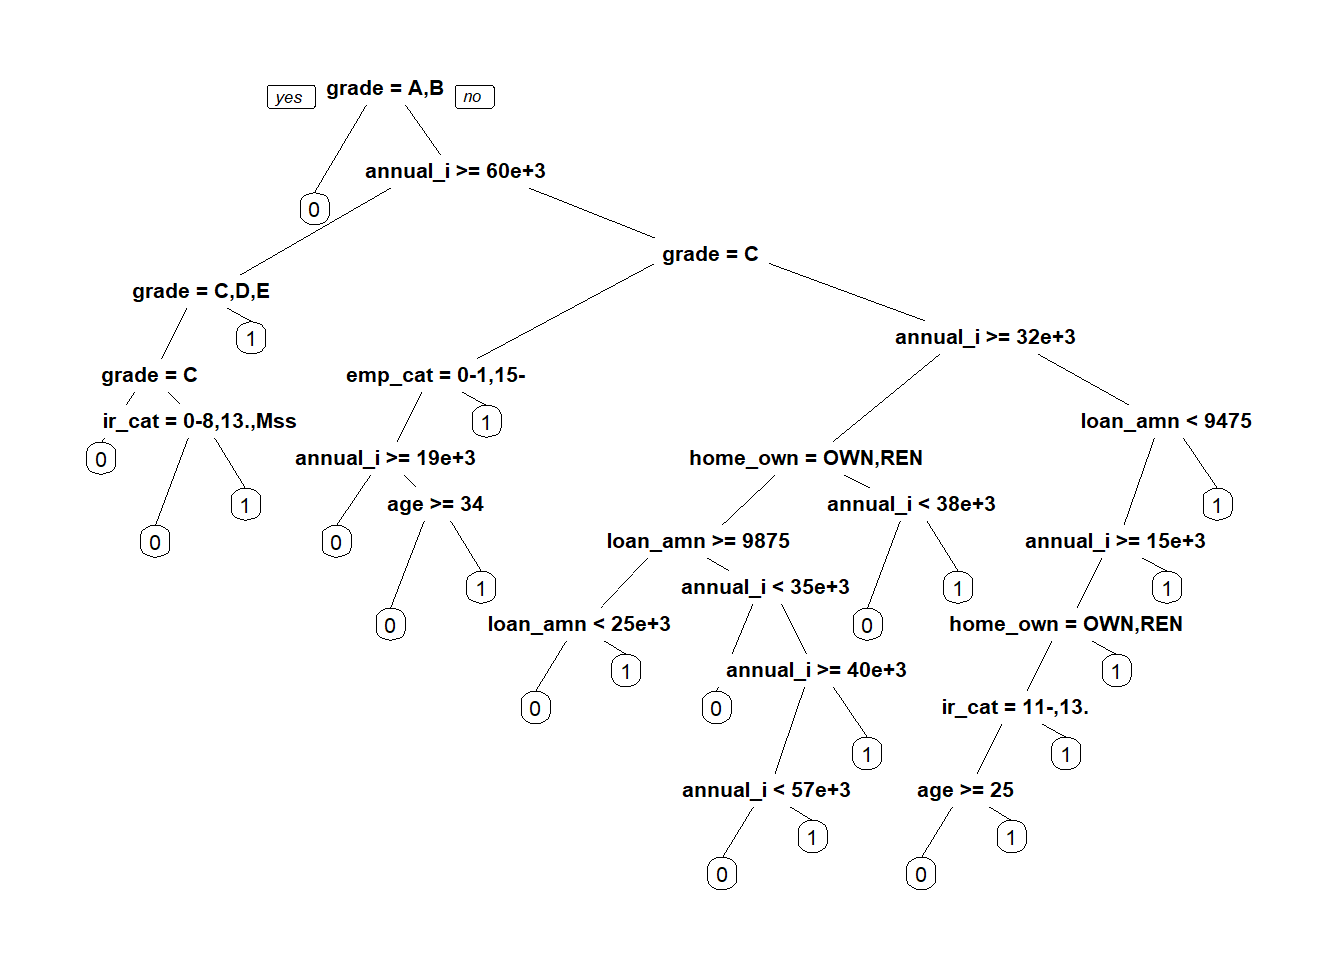 yes grade = A,B no
annual_i >= 60e+3
0
grade = C
grade = C,D,E
1
annual_i >= 32e+3
grade = C
emp_cat = 0-1,15-
ir_cat = 0-8,13.,Mss
1
loan_amn < 9475
0
annual_i >= 19e+3
home_own = OWN,REN
1
age >= 34
annual_i < 38e+3
1
0
0
loan_amn >= 9875
annual_i >= 15e+3
1
annual_i < 35e+3
1
1
0
loan_amn < 25e+3
0
home_own = OWN,REN
1
annual_i >= 40e+3
1
0
0
ir_cat = 11-,13.
1
1
annual_i < 57e+3
age >= 25
1
1
0
0